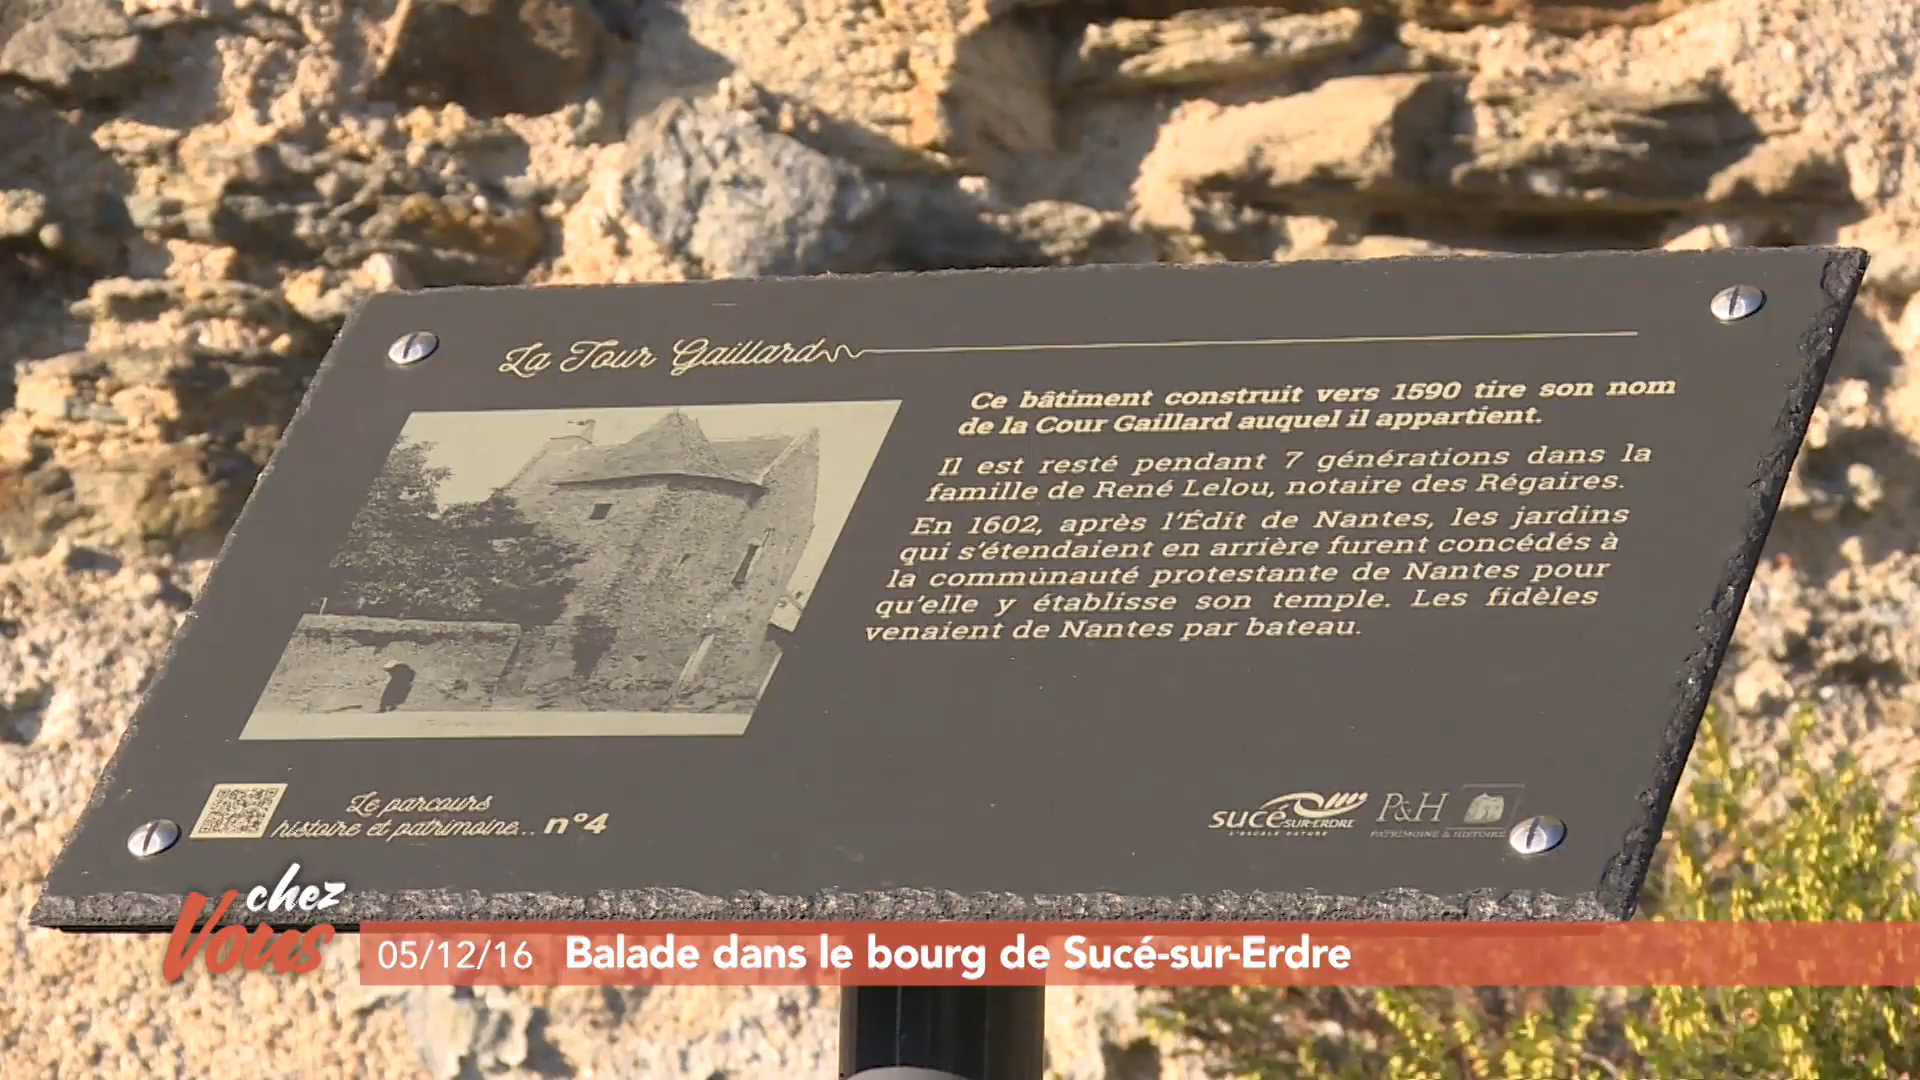 La Tour Gaillard
Ce bâtiment construit vers 1590 tire son nom
de la Cour Gaillard auquel il appartient.
Il est resté pendant 7 générations dans la
famille de René Lelou, notaire des Régaires.
En 1602, après l'Édit de Nantes, les jardins
qui s'étendaient en arrière furent concédés à
la communauté protestante de Nantes pour
qu'elle y établisse son temple. Les fidèles
venaient de Nantes par bateau.
Le parcours
histoire et patrimoine... n°4
sucé
SUR-ERDRE
L'ESCALE NATURE
P&H
PATRIMOINE & HISTOIRE
chez
Vous
05/12/16 Balade dans le bourg de Sucé-sur-Erdre